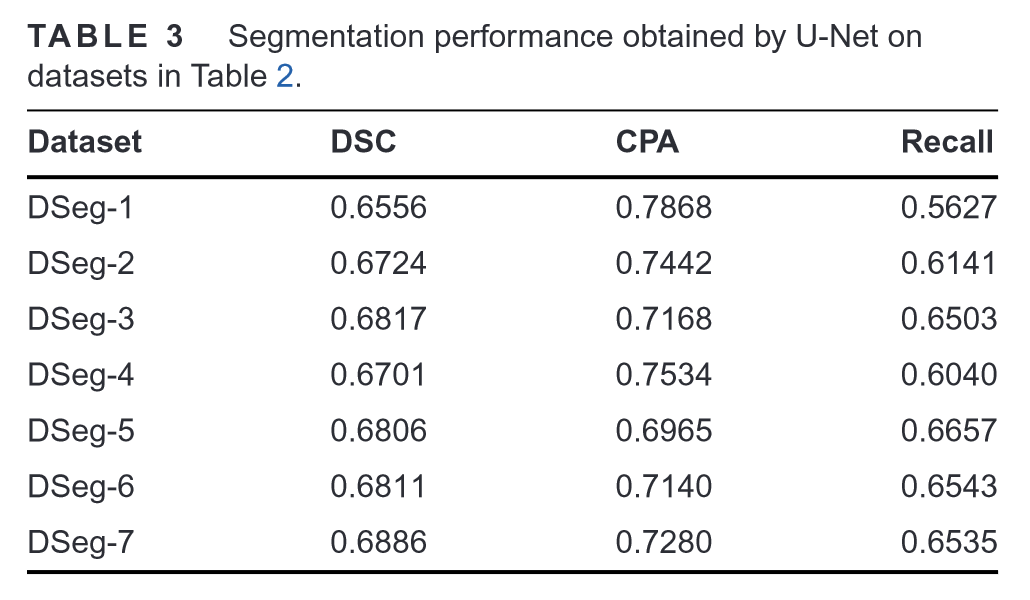 TABLE 3 Segmentation performance obtained by U-Net on
datasets in Table 2.
Dataset DSC CPA Recall
DSeg-1 0.6556 0.7868 0.5627
DSeg-2 0.6724 0.7442 0.6141
DSeg-3 0.6817 0.7168 0.6503
DSeg-4 0.6701 0.7534 0.6040
DSeg-5 0.6806 0.6965 0.6657
DSeg-6 0.6811 0.7140 0.6543
DSeg-7 0.6886 0.7280 0.6535